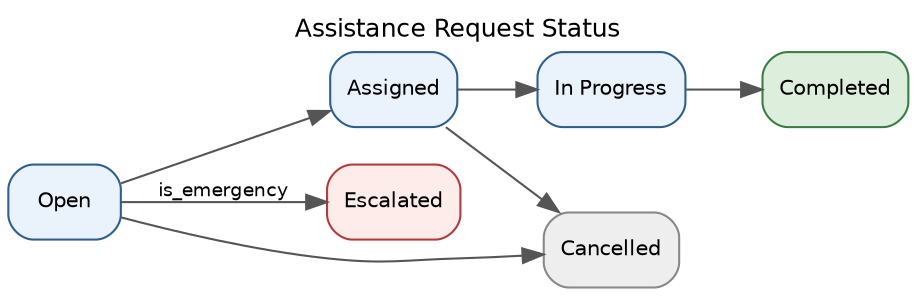 Assistance Request Status
Assigned
In Progress
Completed
Open
is_emergency
Escalated
Cancelled